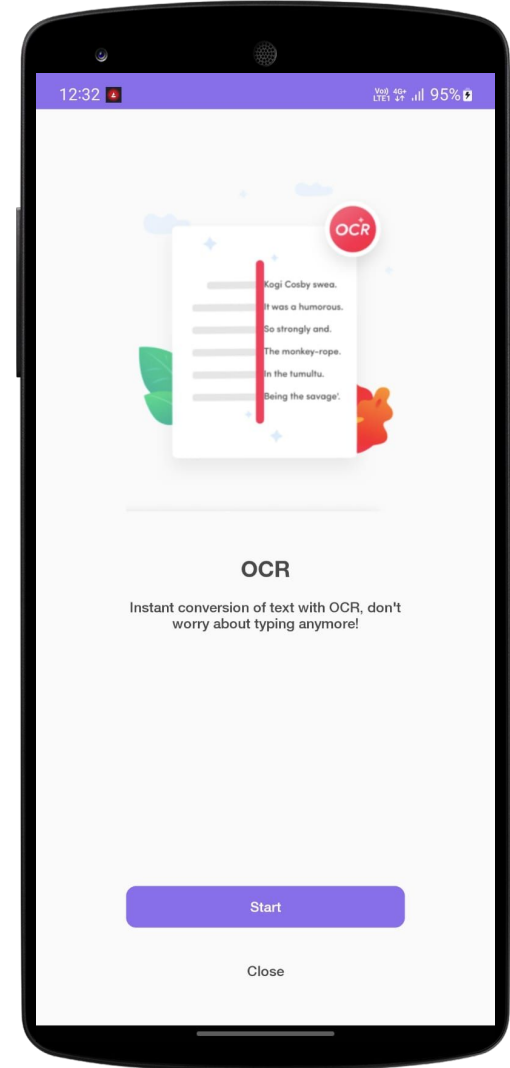 12:32
Vo)) 4G+
LTE1
95%
OCR
Kogi Cosby swea.
It was a humorous.
So strongly and.
The monkey-rope.
In the tumultu.
Being the savage'.
OCR
Instant conversion of text with OCR, don't
worry about typing anymore!
Start
Close